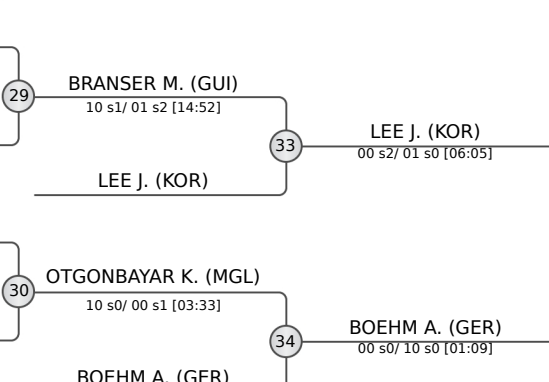 29
BRANSER M. (GUI)
10 s1/ 01 s2 [14:52]
33
LEE J. (KOR)
00 s2/ 01 s0 [06:05]
LEE J. (KOR)
30
OTGONBAYAR K. (MGL)
10 s0/ 00 s1 [03:33]
34
BOEHM A. (GER)
00 s0/ 10 s0 [01:09]
BOEHM A. (GER)